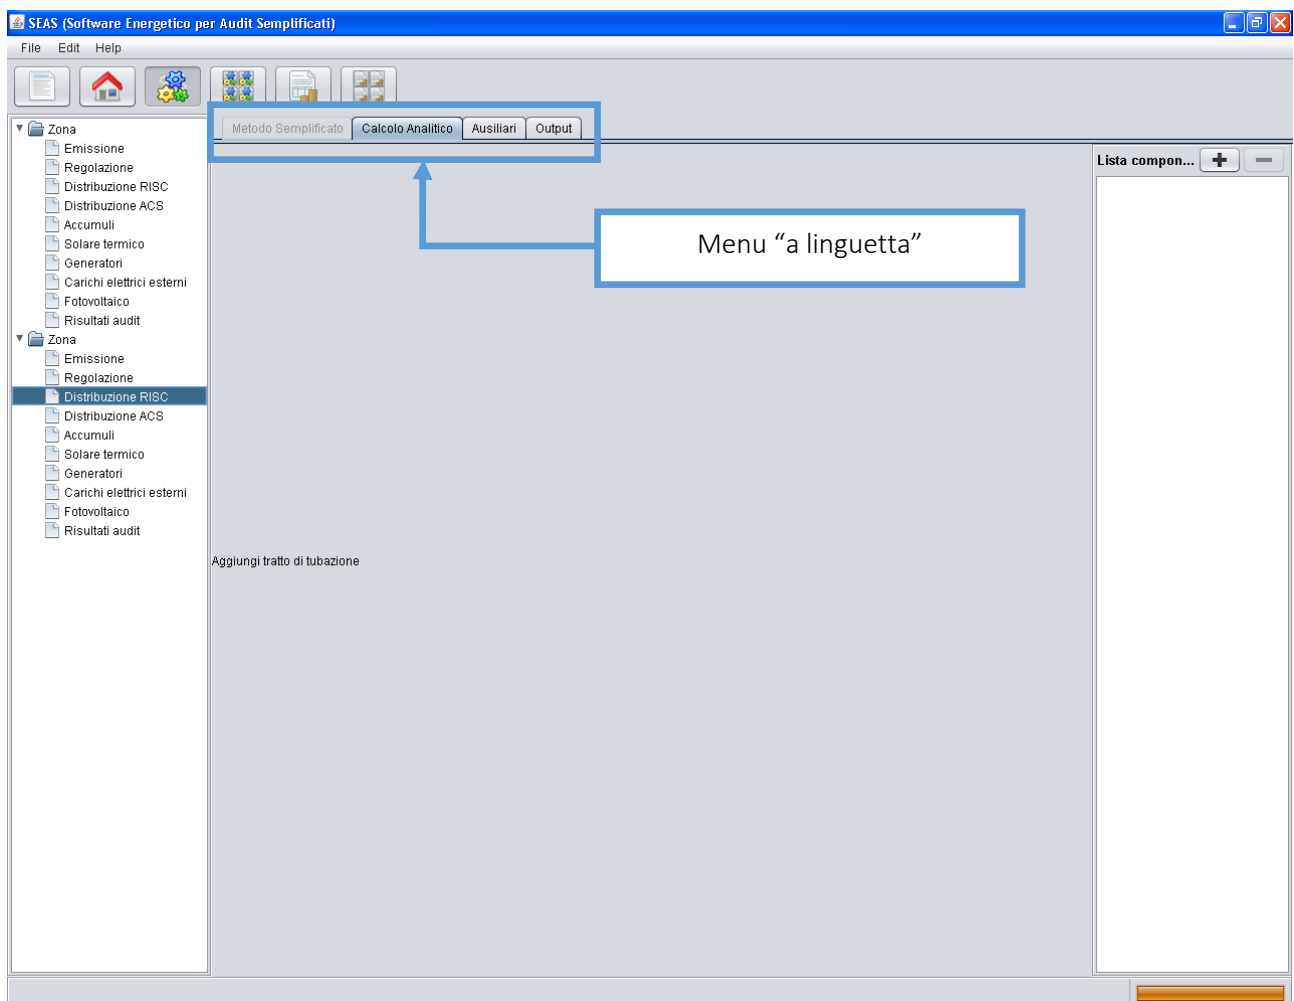 SEAS (Software Energetico per Audit Semplificati)
File Edit Help
Metodo Semplificato Calcolo Analitico Ausiliari Output
Zona
Emissione
Regolazione
Distribuzione RISC
Distribuzione ACS
Accumuli
Solare termico
Generatori
Carichi elettrici esterni
Fotovoltaico
Risultati audit
Zona
Emissione
Regolazione
Distribuzione RISC
Distribuzione ACS
Accumuli
Solare termico
Generatori
Carichi elettrici esterni
Fotovoltaico
Risultati audit
Menu “a linguetta”
Aggiungi tratto di tubazione
Lista compon...